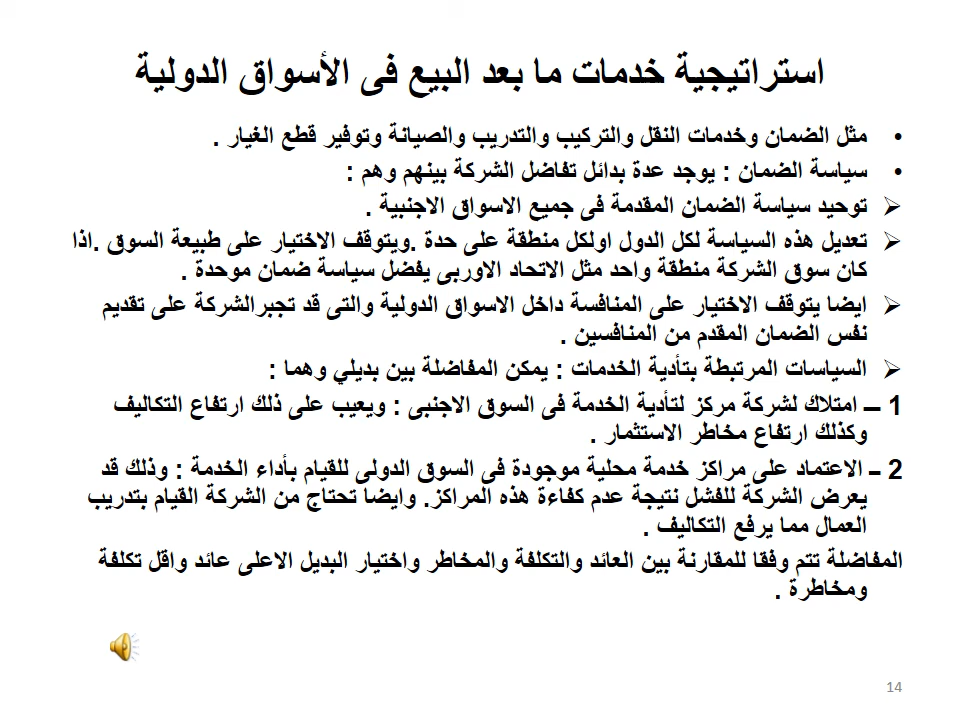 استراتيجية خدمات ما بعد البيع فى الأسواق الدولية
• مثل الضمان وخدمات النقل والتركيب والتدريب والصيانة وتوفير قطع الغيار .
• سياسة الضمان : يوجد عدة بدائل تفاضل الشركة بينهم وهم :
➢ توحيد سياسة الضمان المقدمة فى جميع الاسواق الاجنبية .
➢ تعديل هذه السياسة لكل الدول اولكل منطقة على حدة .ويتوقف الاختيار على طبيعة السوق .اذا
كان سوق الشركة منطقة واحد مثل الاتحاد الاوربى يفضل سياسة ضمان موحدة .
➢ ايضا يتوقف الاختيار على المنافسة داخل الاسواق الدولية والتى قد تجبرالشركة على تقديم
نفس الضمان المقدم من المنافسين .
➢ السياسات المرتبطة بتأدية الخدمات : يمكن المفاضلة بين بديلي وهما :
1 – امتلاك لشركة مركز لتأدية الخدمة فى السوق الاجنبى : ويعيب على ذلك ارتفاع التكاليف
وكذلك ارتفاع مخاطر الاستثمار .
2 – الاعتماد على مراكز خدمة محلية موجودة فى السوق الدولى للقيام بأداء الخدمة : وذلك قد
يعرض الشركة للفشل نتيجة عدم كفاءة هذه المراكز. وايضا تحتاج من الشركة القيام بتدريب
العمال مما يرفع التكاليف .
المفاضلة تتم وفقا للمقارنة بين العائد والتكلفة والمخاطر واختيار البديل الاعلى عائد واقل تكلفة
ومخاطرة .
14